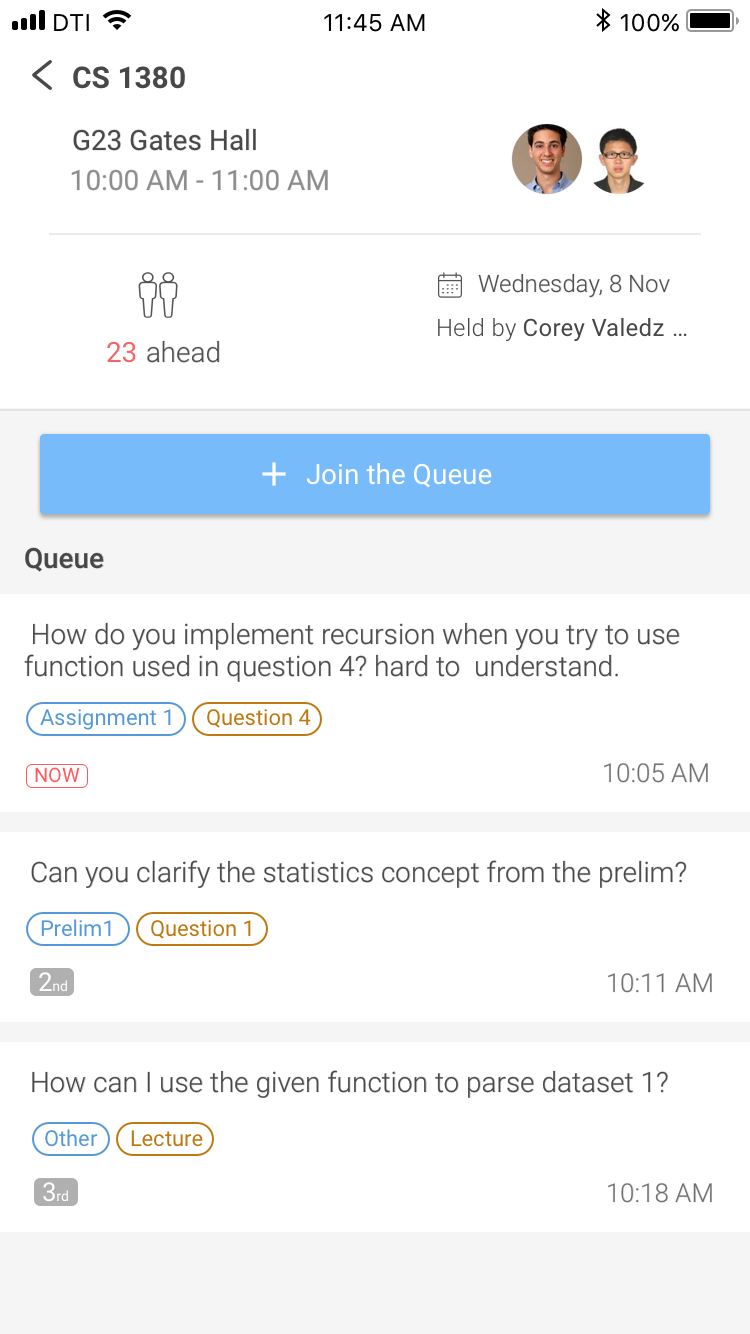 DTI 11:45 AM 100%
CS 1380
G23 Gates Hall
10:00 AM - 11:00 AM
23 ahead
Wednesday, 8 Nov
Held by Corey Valedz ...
+ Join the Queue
Queue
How do you implement recursion when you try to use
function used in question 4? hard to understand.
Assignment 1 Question 4
NOW 10:05 AM
Can you clarify the statistics concept from the prelim?
Prelim1 Question 1
2nd 10:11 AM
How can I use the given function to parse dataset 1?
Other Lecture
3rd 10:18 AM